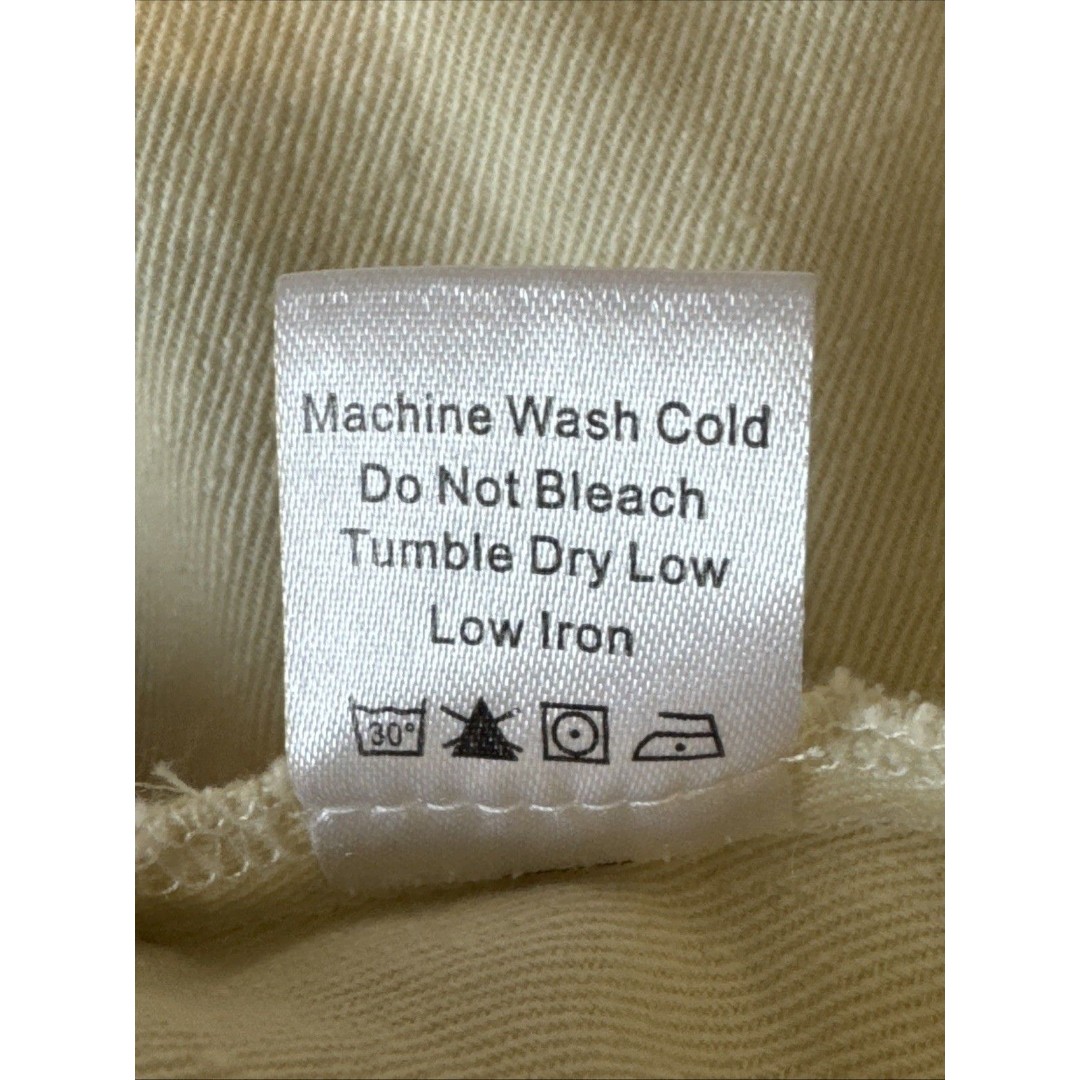 Machine Wash Cold
Do Not Bleach
Tumble Dry Low
Low Iron
30°